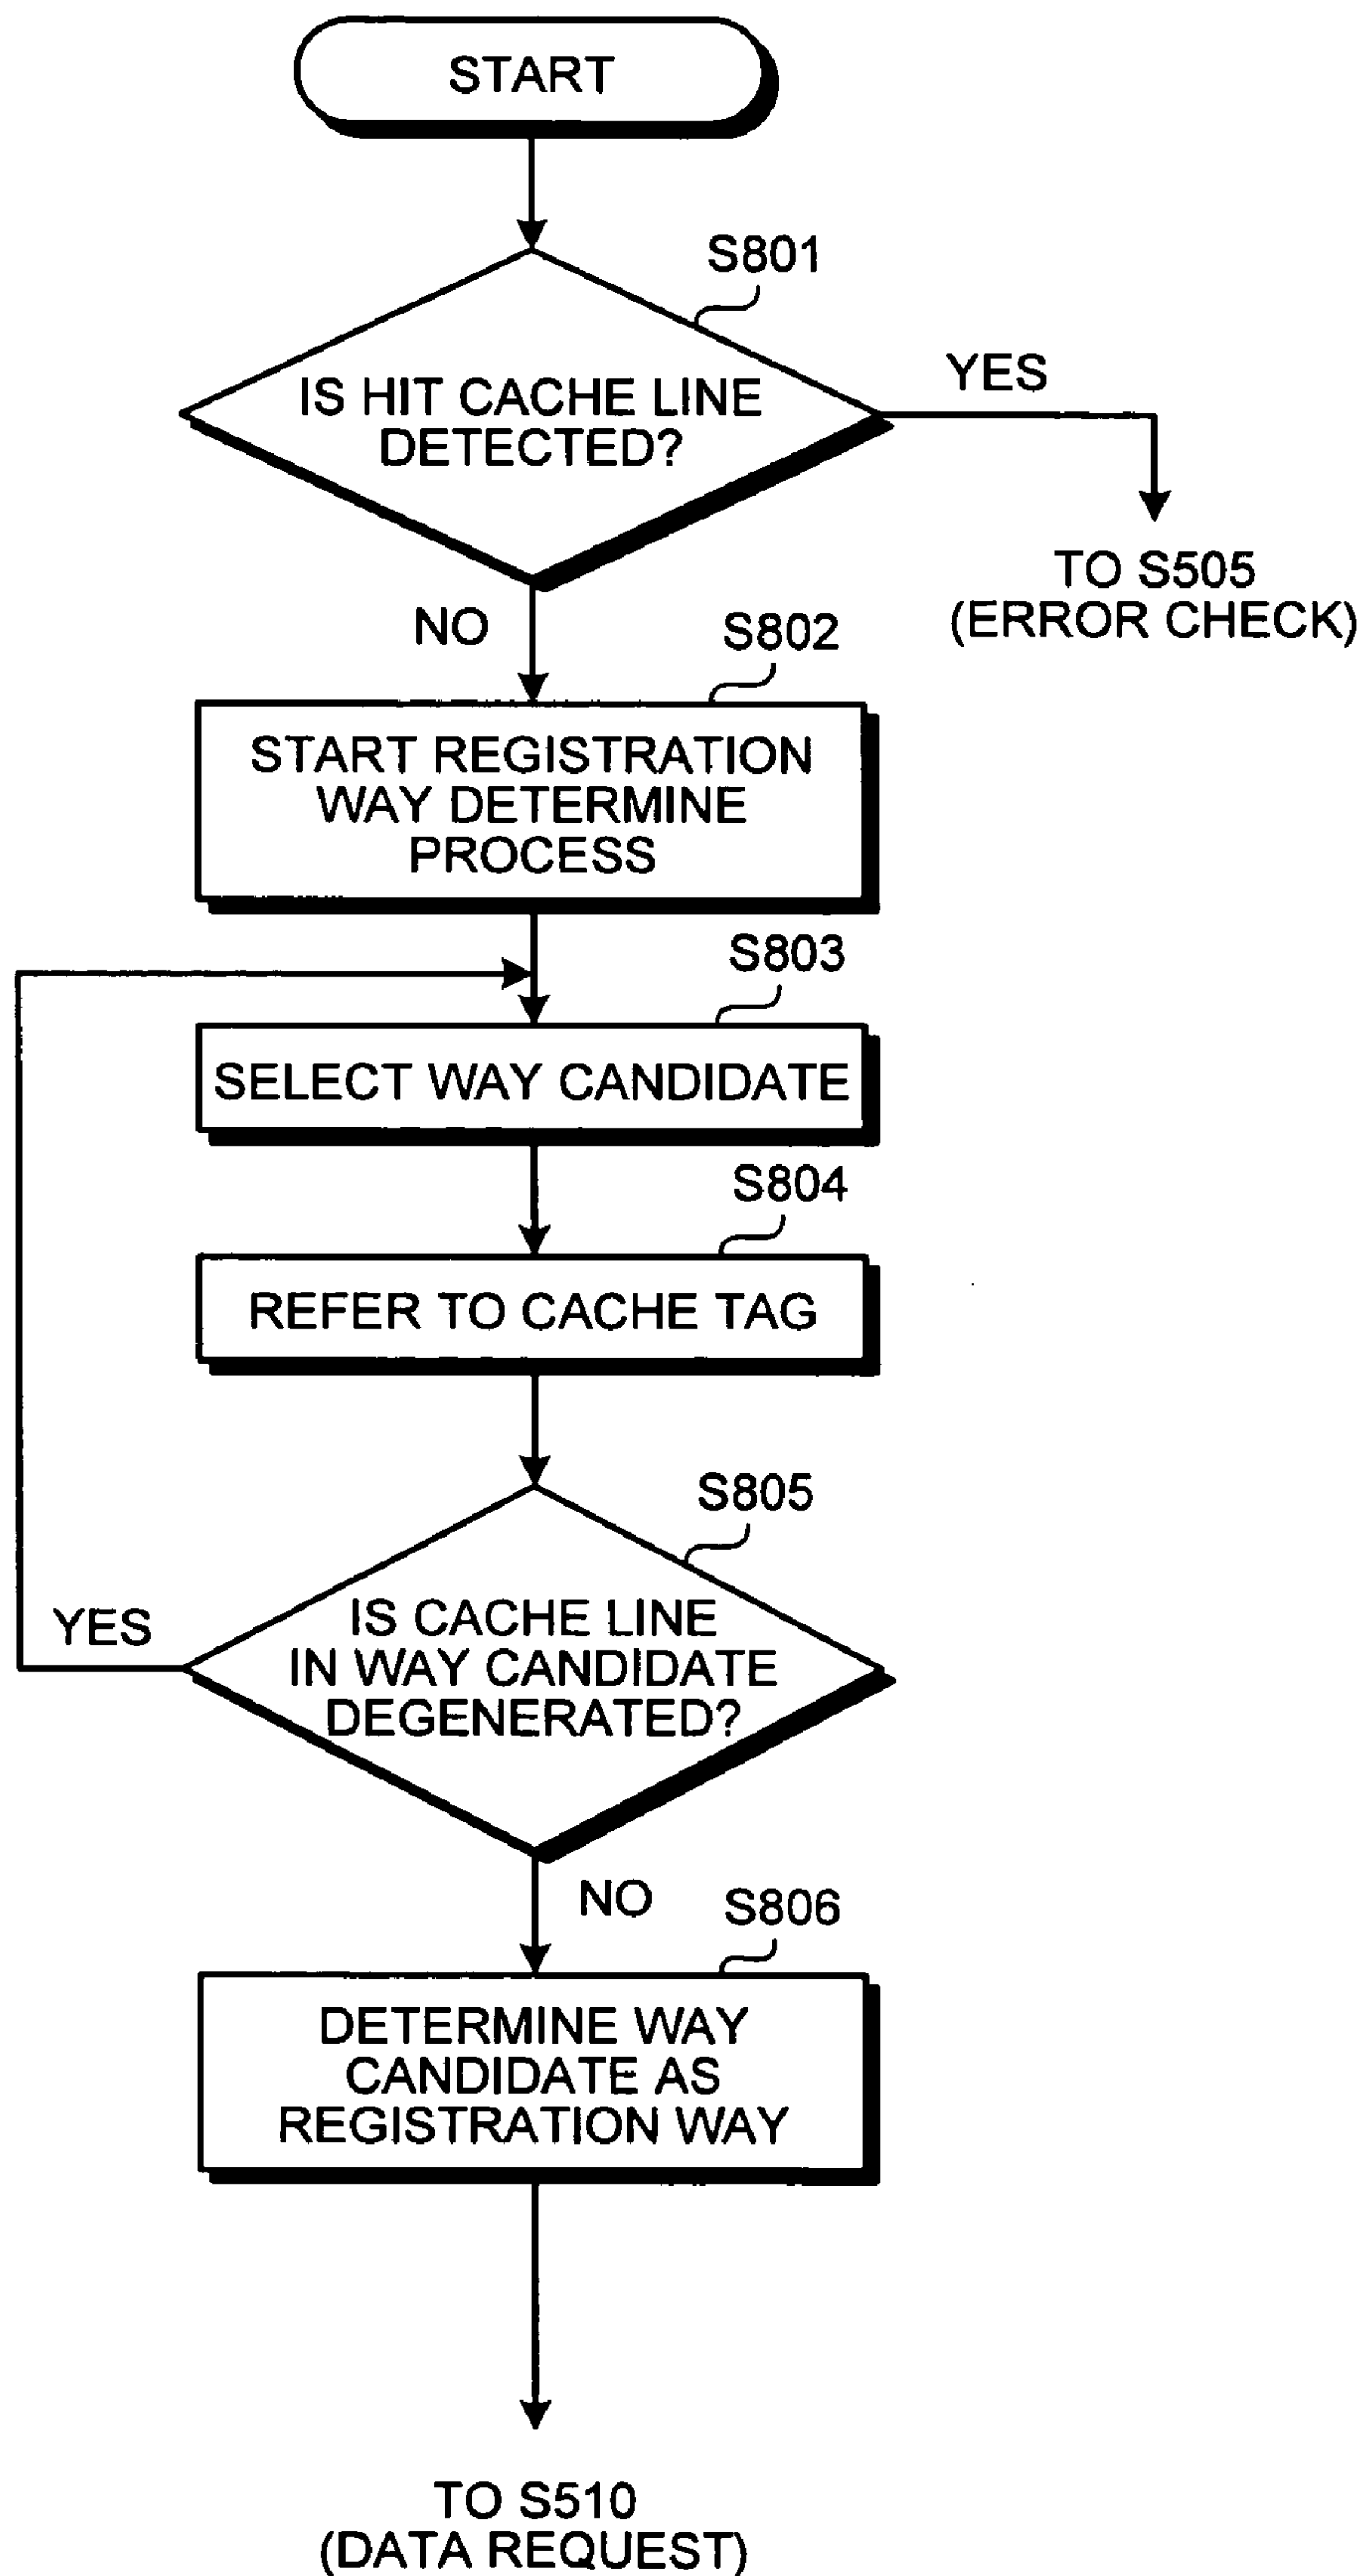 START
S801
IS HIT CACHE LINE
DETECTED?
YES
TO S505
(ERROR CHECK)
NO
S802
START REGISTRATION
WAY DETERMINE
PROCESS
S803
SELECT WAY CANDIDATE
S804
REFER TO CACHE TAG
S805
IS CACHE LINE
IN WAY CANDIDATE
DEGENERATED?
YES
NO
S806
DETERMINE WAY
CANDIDATE AS
REGISTRATION WAY
TO S510
(DATA REQUEST)